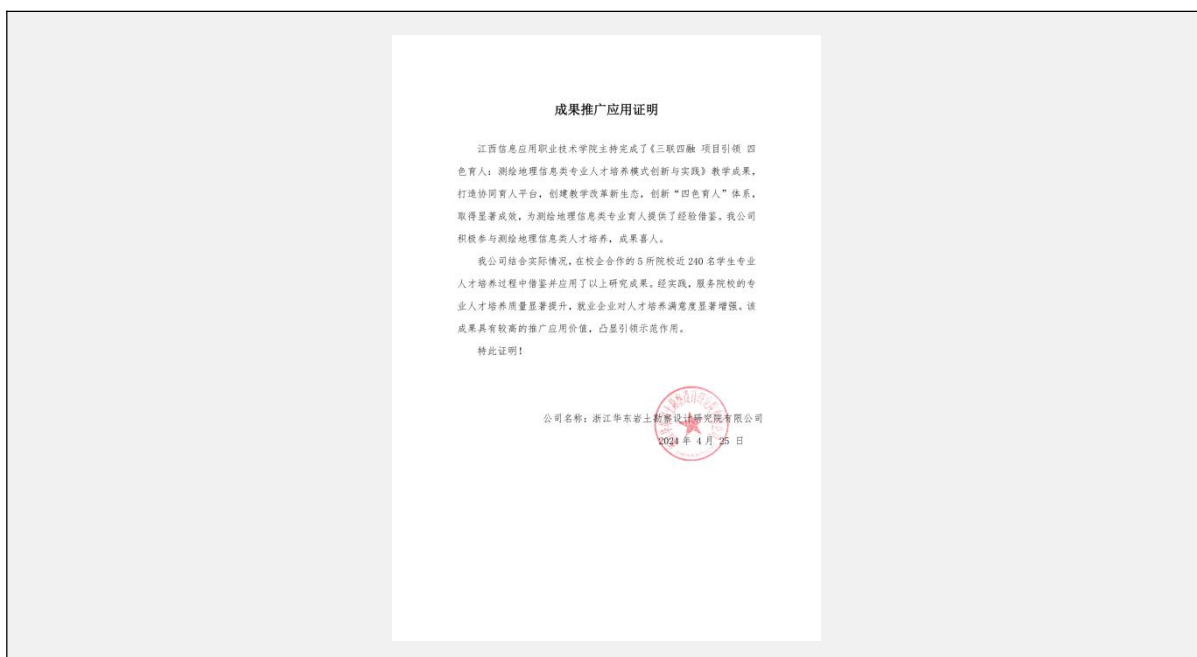 成果推广应用证明
江西信息应用职业技术学院主持完成了《三联四融 项目引领 四
色育人：测绘地理信息类专业人才培养模式创新与实践》教学成果，
打造协同育人平台，创建教学改革新生态，创新“四色育人”体系，
取得显著成效，为测绘地理信息类专业育人提供了经验借鉴。我公司
积极参与测绘地理信息类人才培养，成果喜人。
我公司结合实际情况，在校企合作的5所院校近240名学生专业
人才培养过程中借鉴并应用了以上研究成果。经实践，服务院校的专
业人才培养质量显著提升，就业企业对人才培养满意度显著增强。该
成果具有较高的推广应用价值，凸显引领示范作用。
特此证明！
公司名称：浙江华东岩土勘察设计研究院有限公司
2024年4月25日